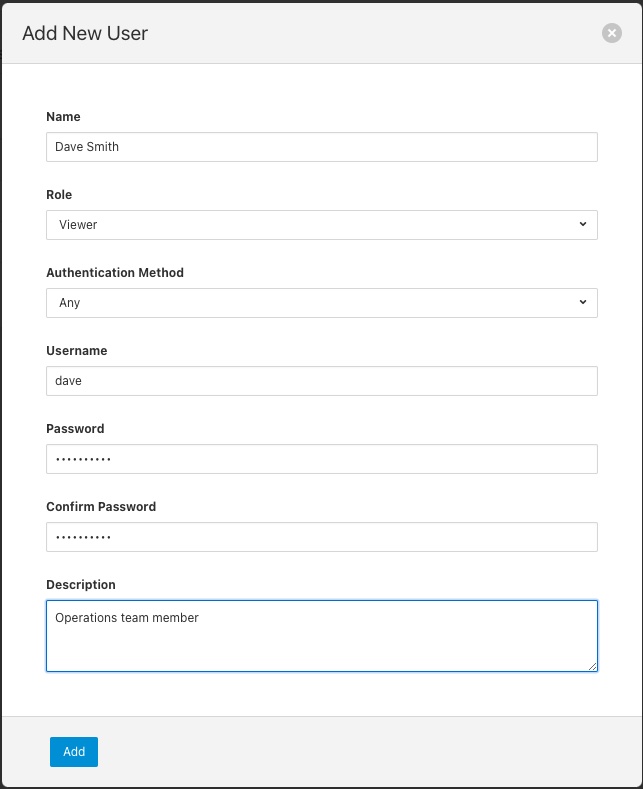 Add New User
Name
Dave Smith
Role
Viewer
Authentication Method
Any
Username
dave
Password
••••••••••
Confirm Password
••••••••••
Description
Operations team member
Add